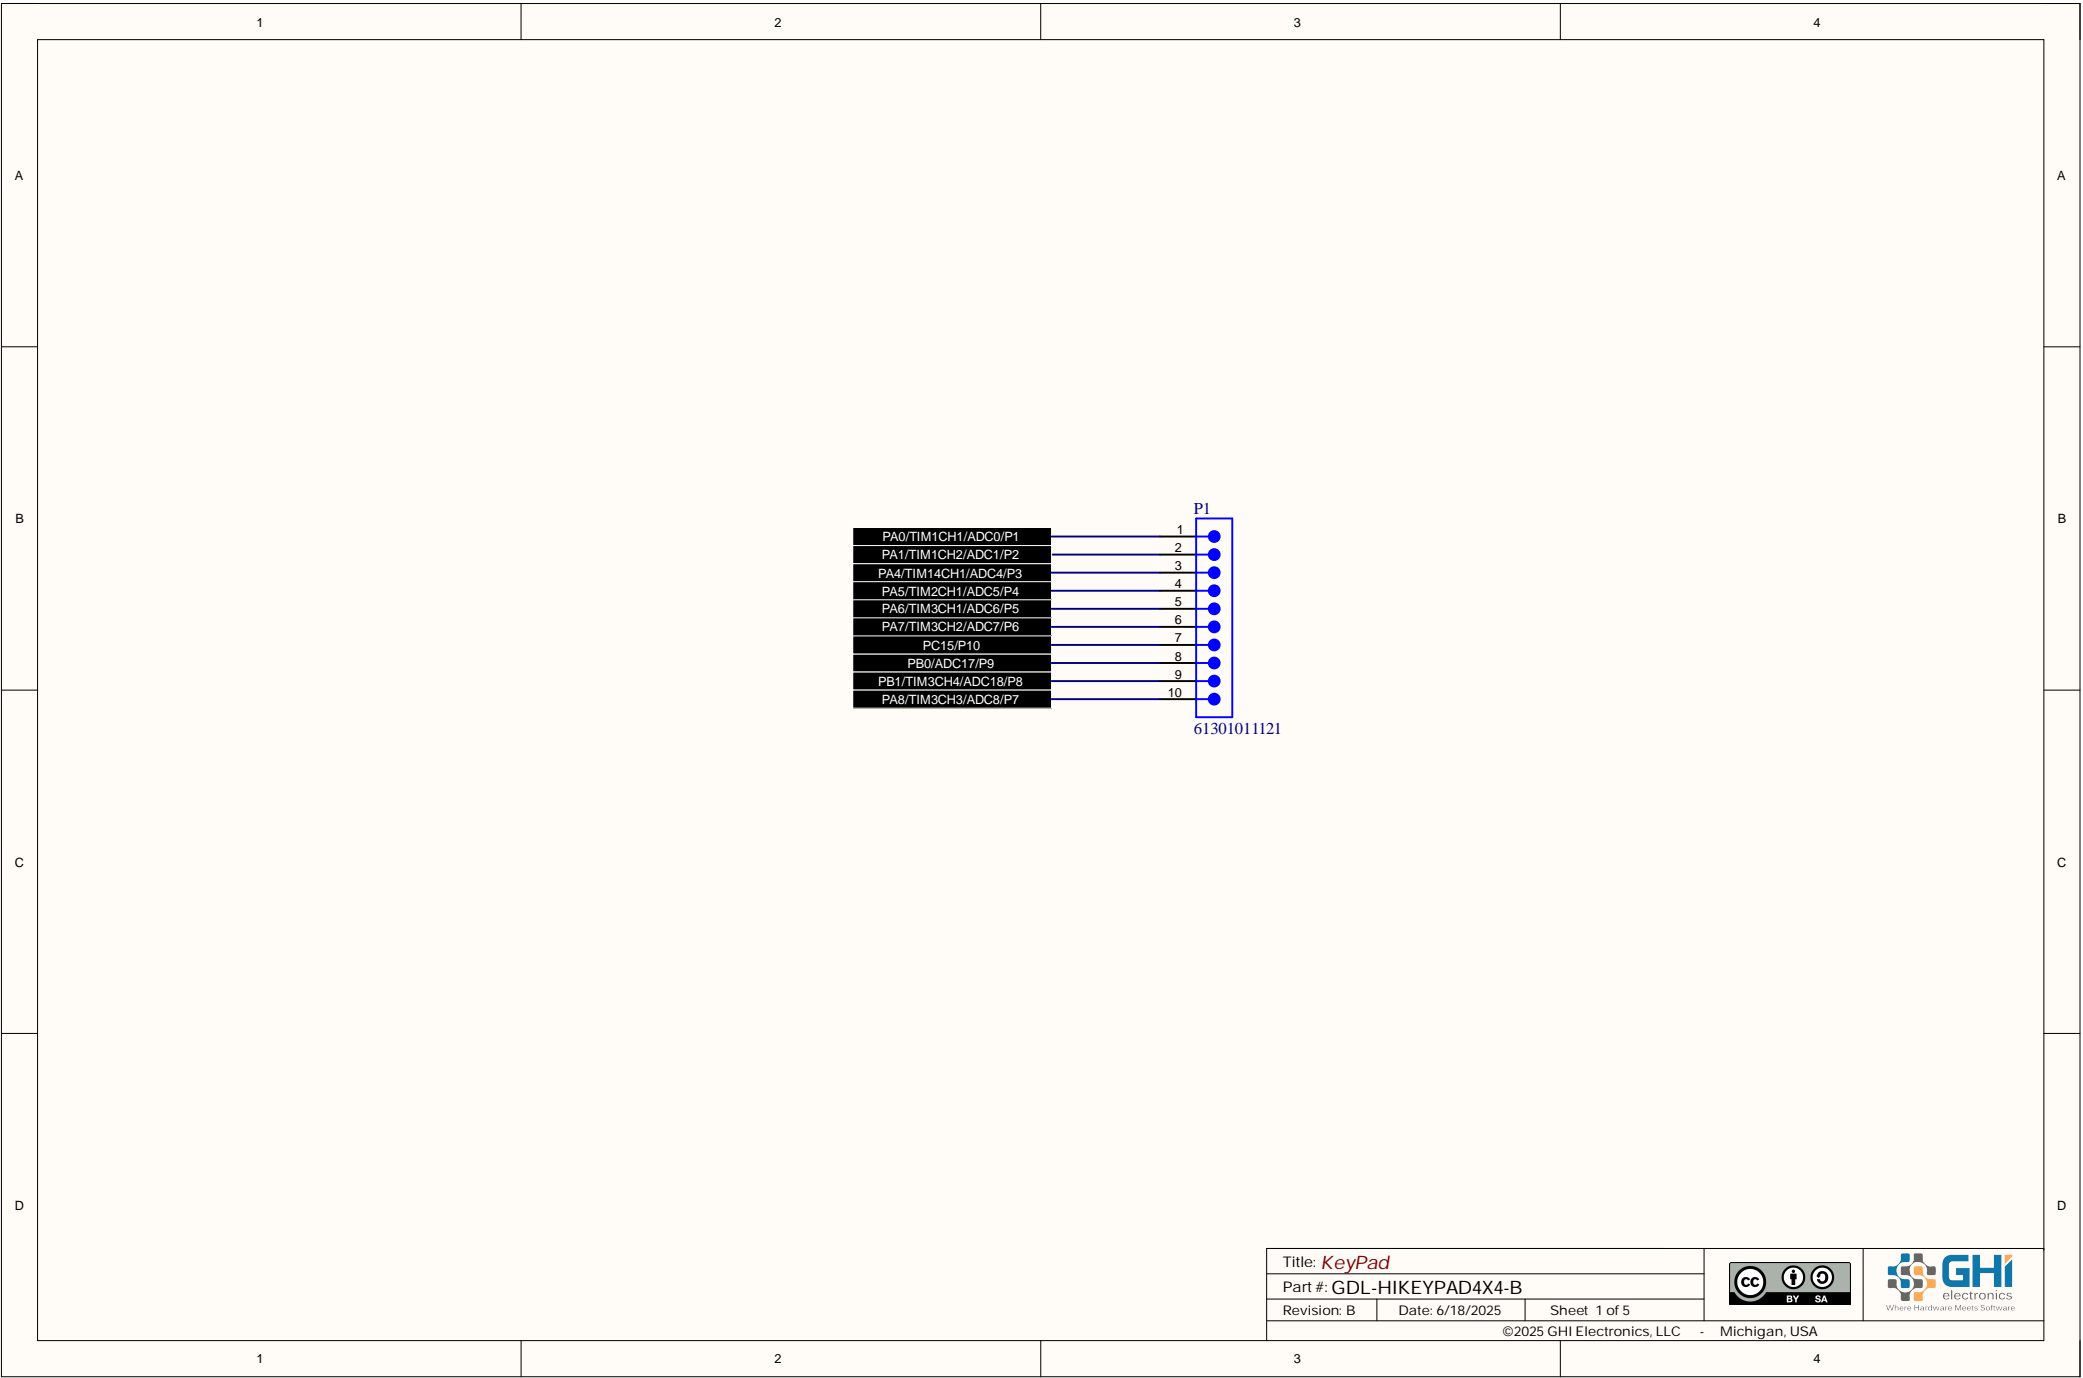 1 2 3 4
A A
P1
PA0/TIM1CH1/ADC0/P1 1
PA1/TIM1CH2/ADC1/P2 2
PA4/TIM14CH1/ADC4/P3 3
PA5/TIM2CH1/ADC5/P4 4
PA6/TIM3CH1/ADC6/P5 5
PA7/TIM3CH2/ADC7/P6 6
PC15/P10 7
PB0/ADC17/P9 8
PB1/TIM3CH4/ADC18/P8 9
PA8/TIM3CH3/ADC8/P7 10
61301011121
B B
C C
D D
Title: KeyPad
Part #: GDL-HIKEYPAD4X4-B
Revision: B Date: 6/18/2025 Sheet 1 of 5
©2025 GHI Electronics, LLC - Michigan, USA
cc BY SA
GHI
electronics
Where Hardware Meets Software
1 2 3 4